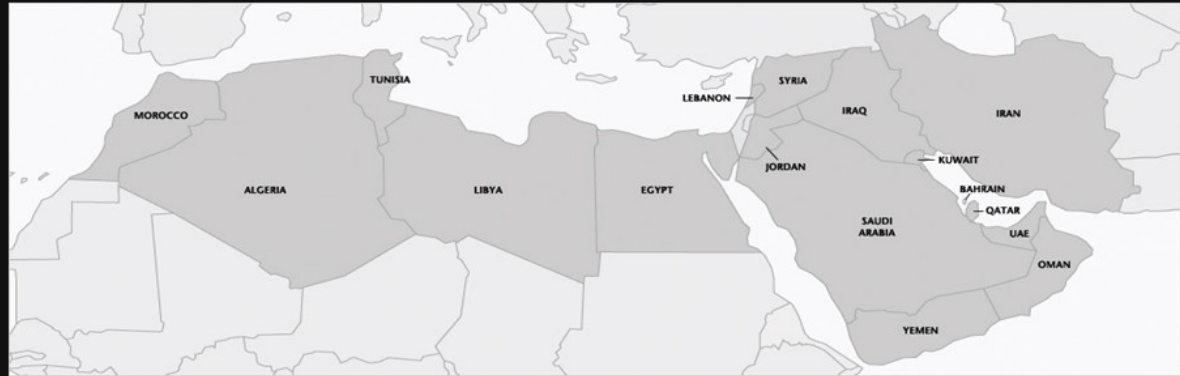 TUNISIA
SYRIA
LEBANON
MOROCCO
IRAQ
IRAN
KUWAIT
JORDAN
ALGERIA
LIBYA
EGYPT
BAHRAIN
QATAR
SAUDI
ARABIA
UAE
OMAN
YEMEN